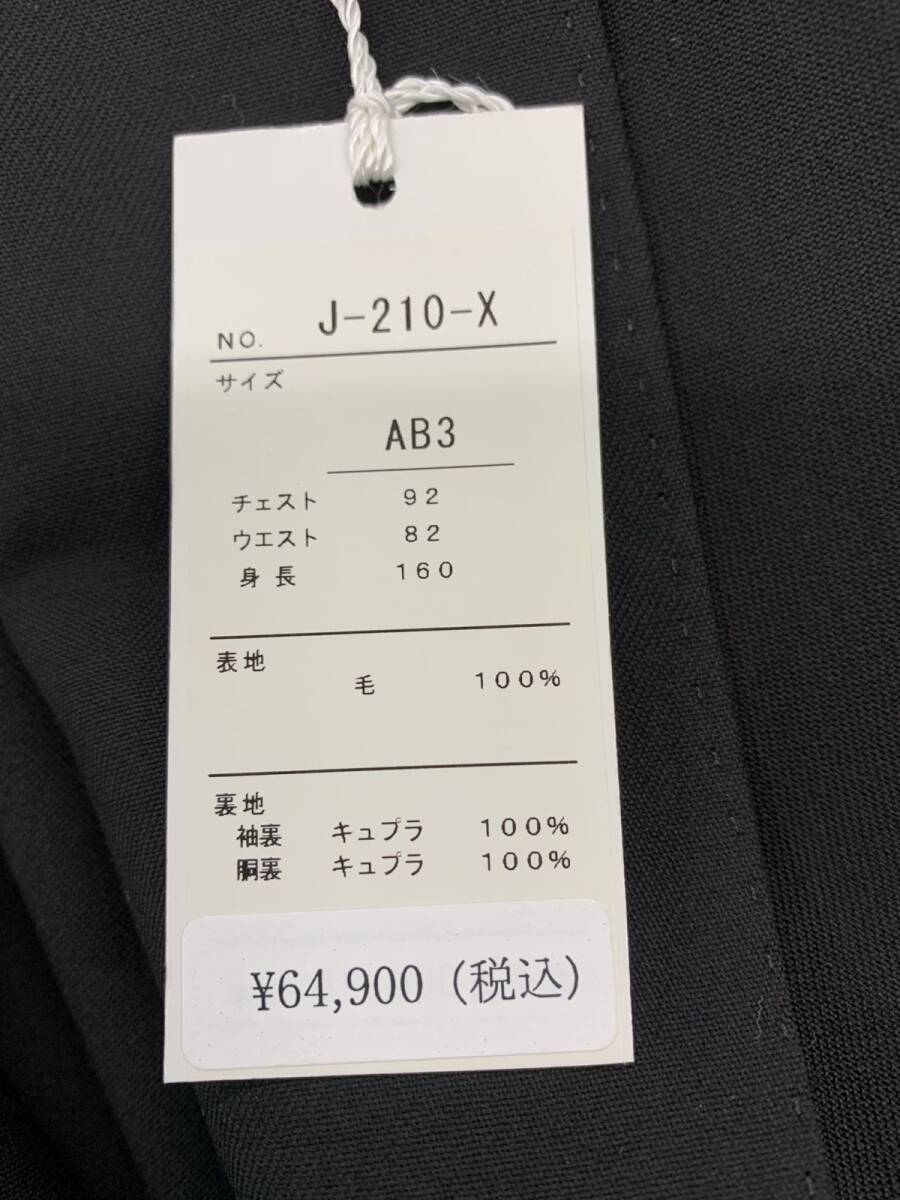 NO. J-210-X
サイズ
AB3
チェスト 92
ウエスト 82
身長 160
表地
毛 100%
裏地
袖裏 キュプラ 100%
胴裏 キュプラ 100%
¥64,900 (税込)